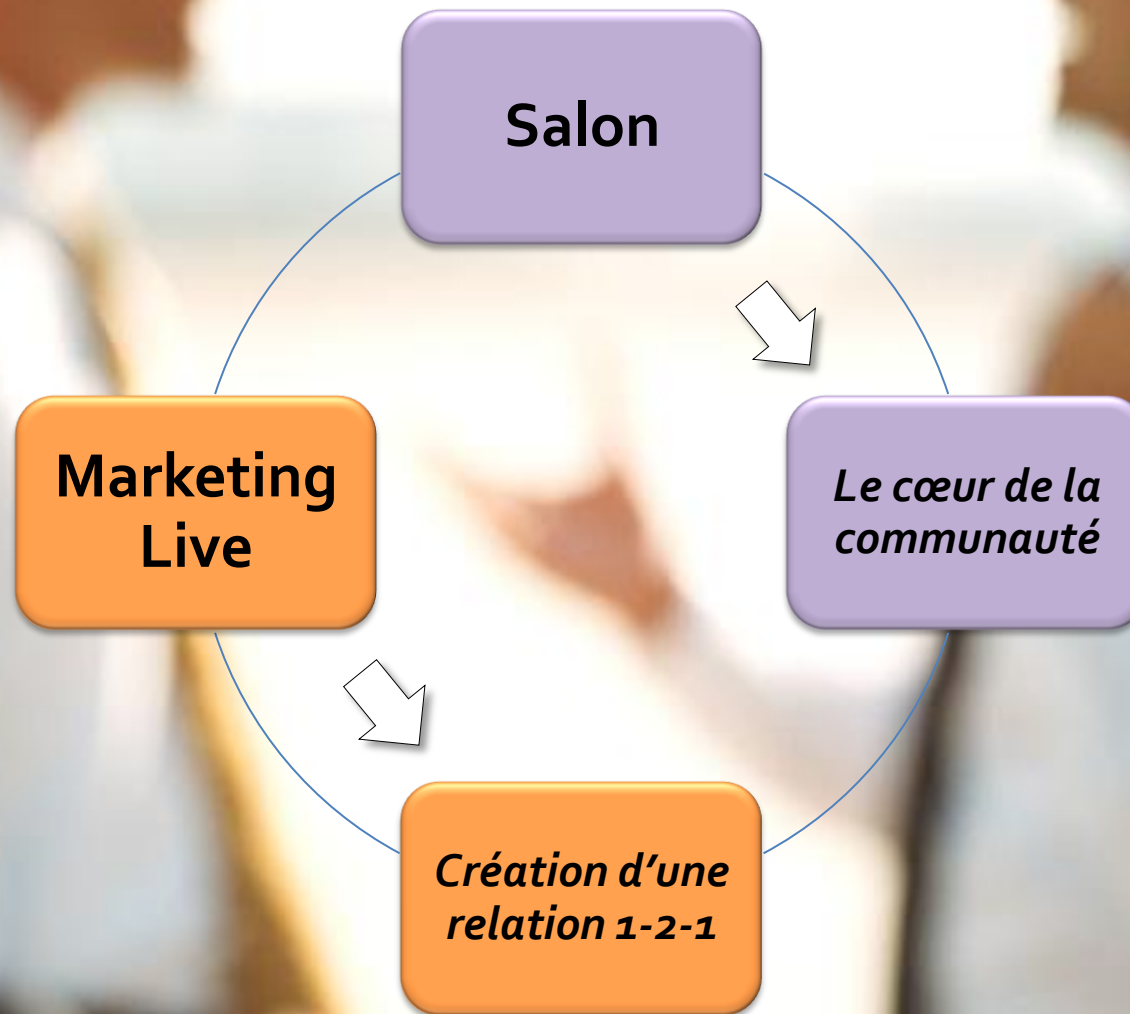 Salon
Marketing
Live
Le cœur de la
communauté
Création d’une
relation 1-2-1